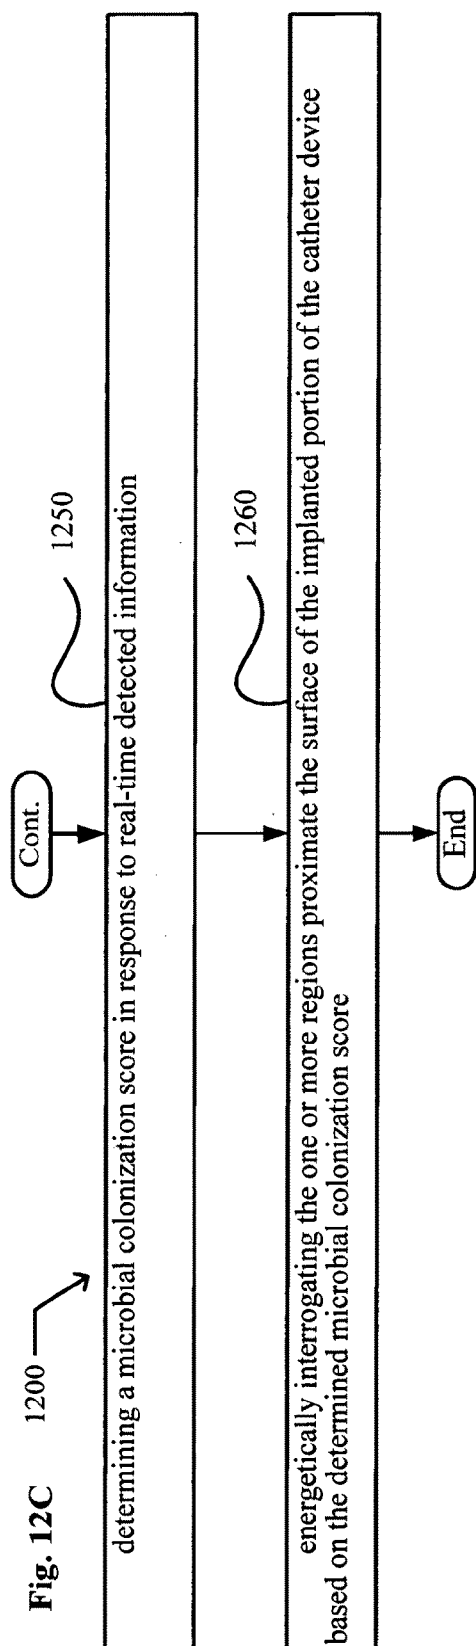 Fig. 12C
1200
Cont.
1250
determining a microbial colonization score in response to real-time detected information
1260
energetically interrogating the one or more regions proximate the surface of the implanted portion of the catheter device
based on the determined microbial colonization score
End